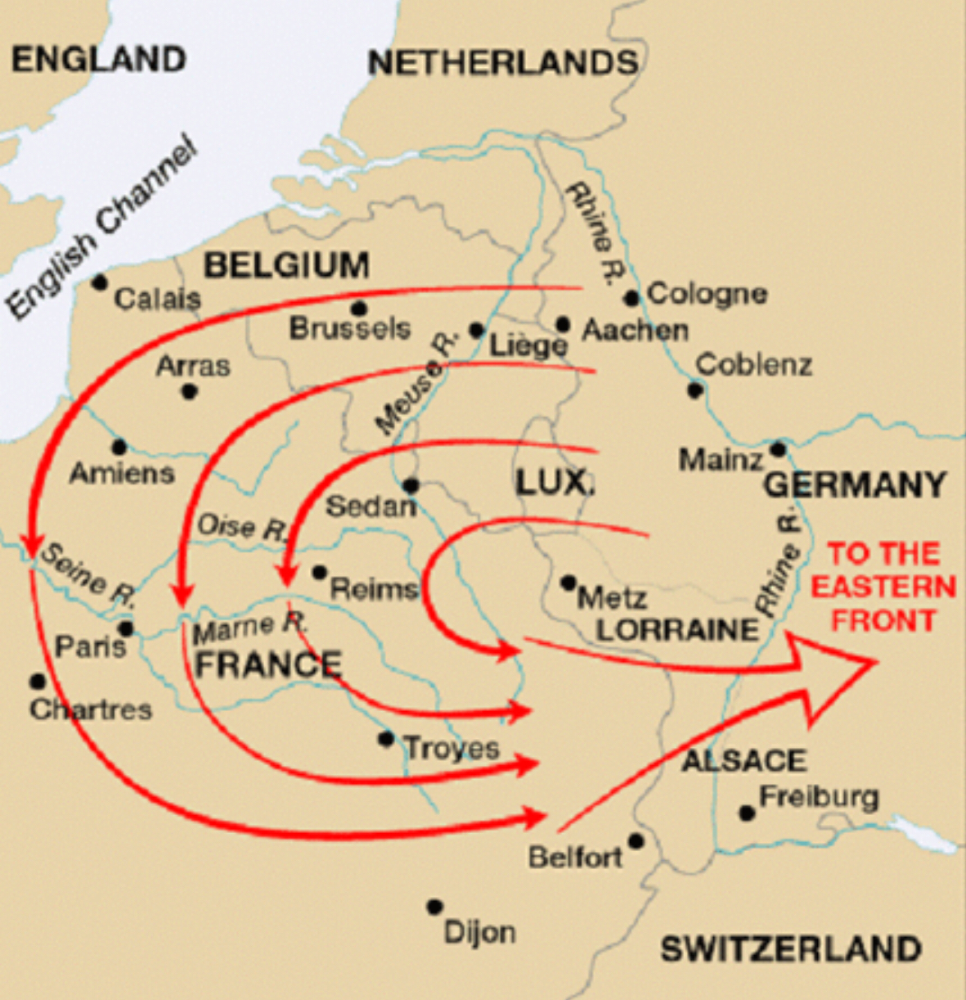 ENGLAND
NETHERLANDS
English Channel
Rhine R.
BELGIUM
Calais
Cologne
Brussels
Aachen
Liège
Arras
Coblenz
Meuse R.
Amiens
Mainz
LUX.
GERMANY
Sedan
Oise R.
Rhine R.
Seine R.
TO THE
EASTERN
FRONT
Reims
Metz
Marne R.
LORRAINE
Paris
FRANCE
Chartres
Troyes
ALSACE
Freiburg
Belfort
Dijon
SWITZERLAND